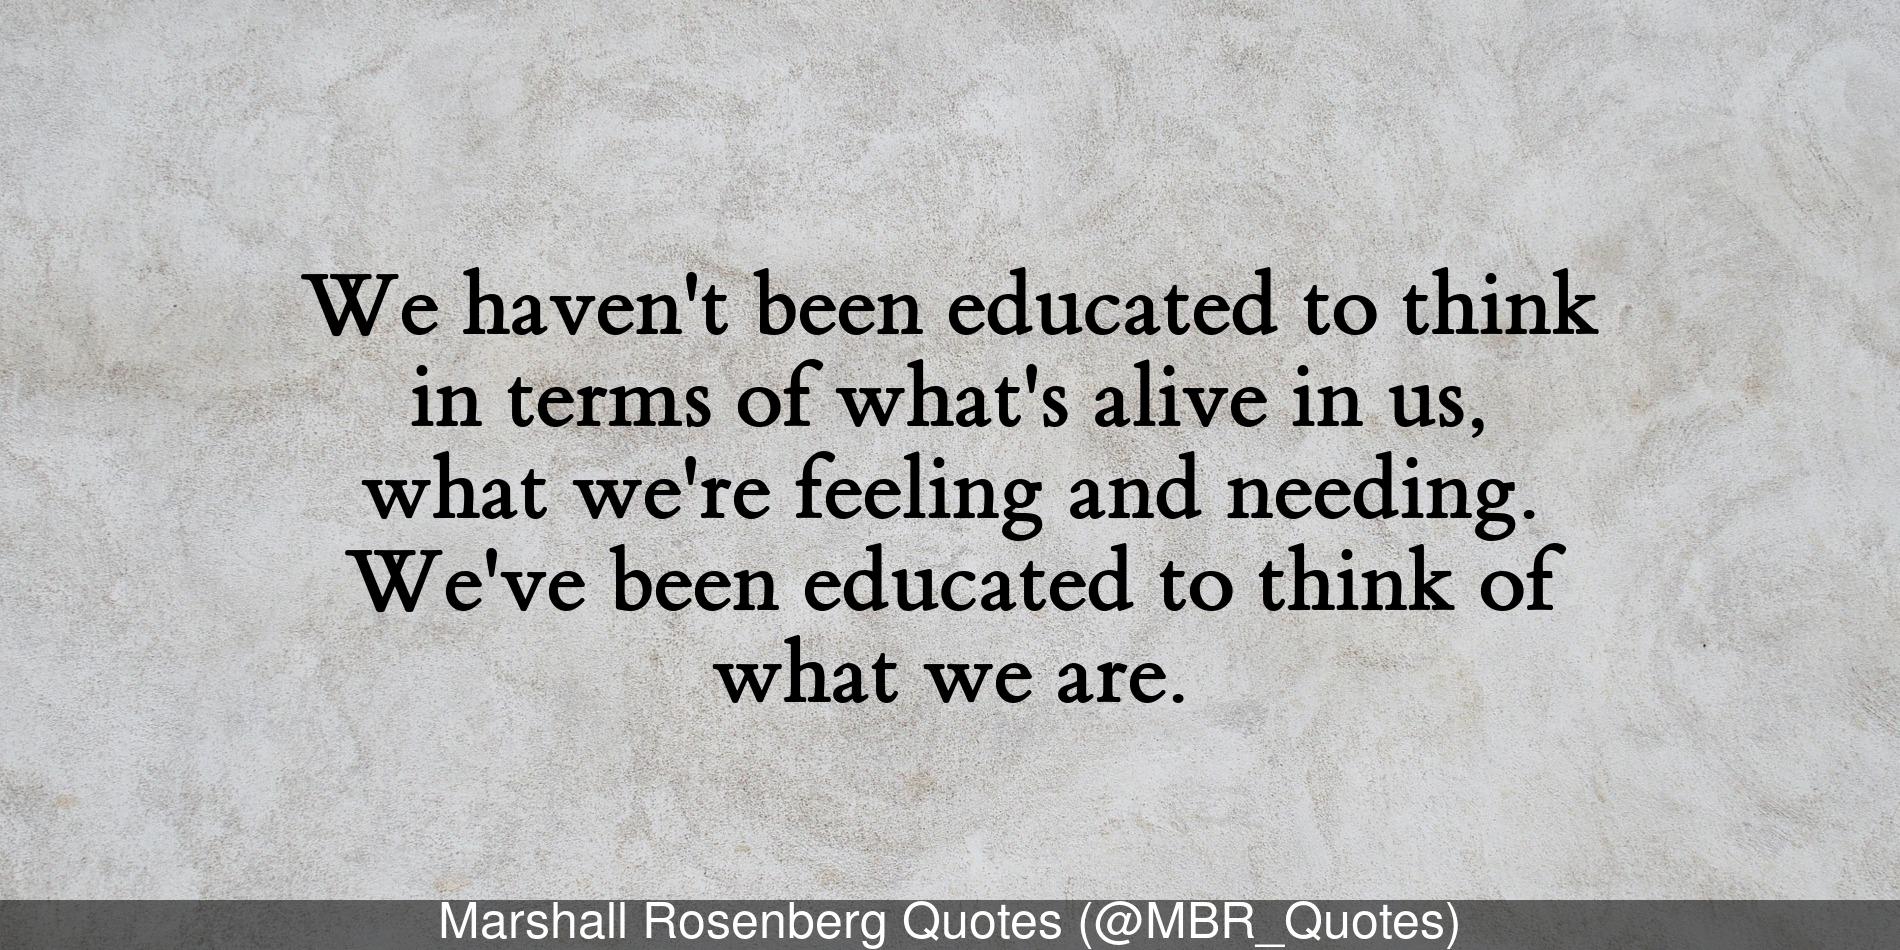 We haven't been educated to think
in terms of what's alive in us,
what we're feeling and needing.
We've been educated to think of
what we are.
Marshall Rosenberg Quotes (@MBR_Quotes)